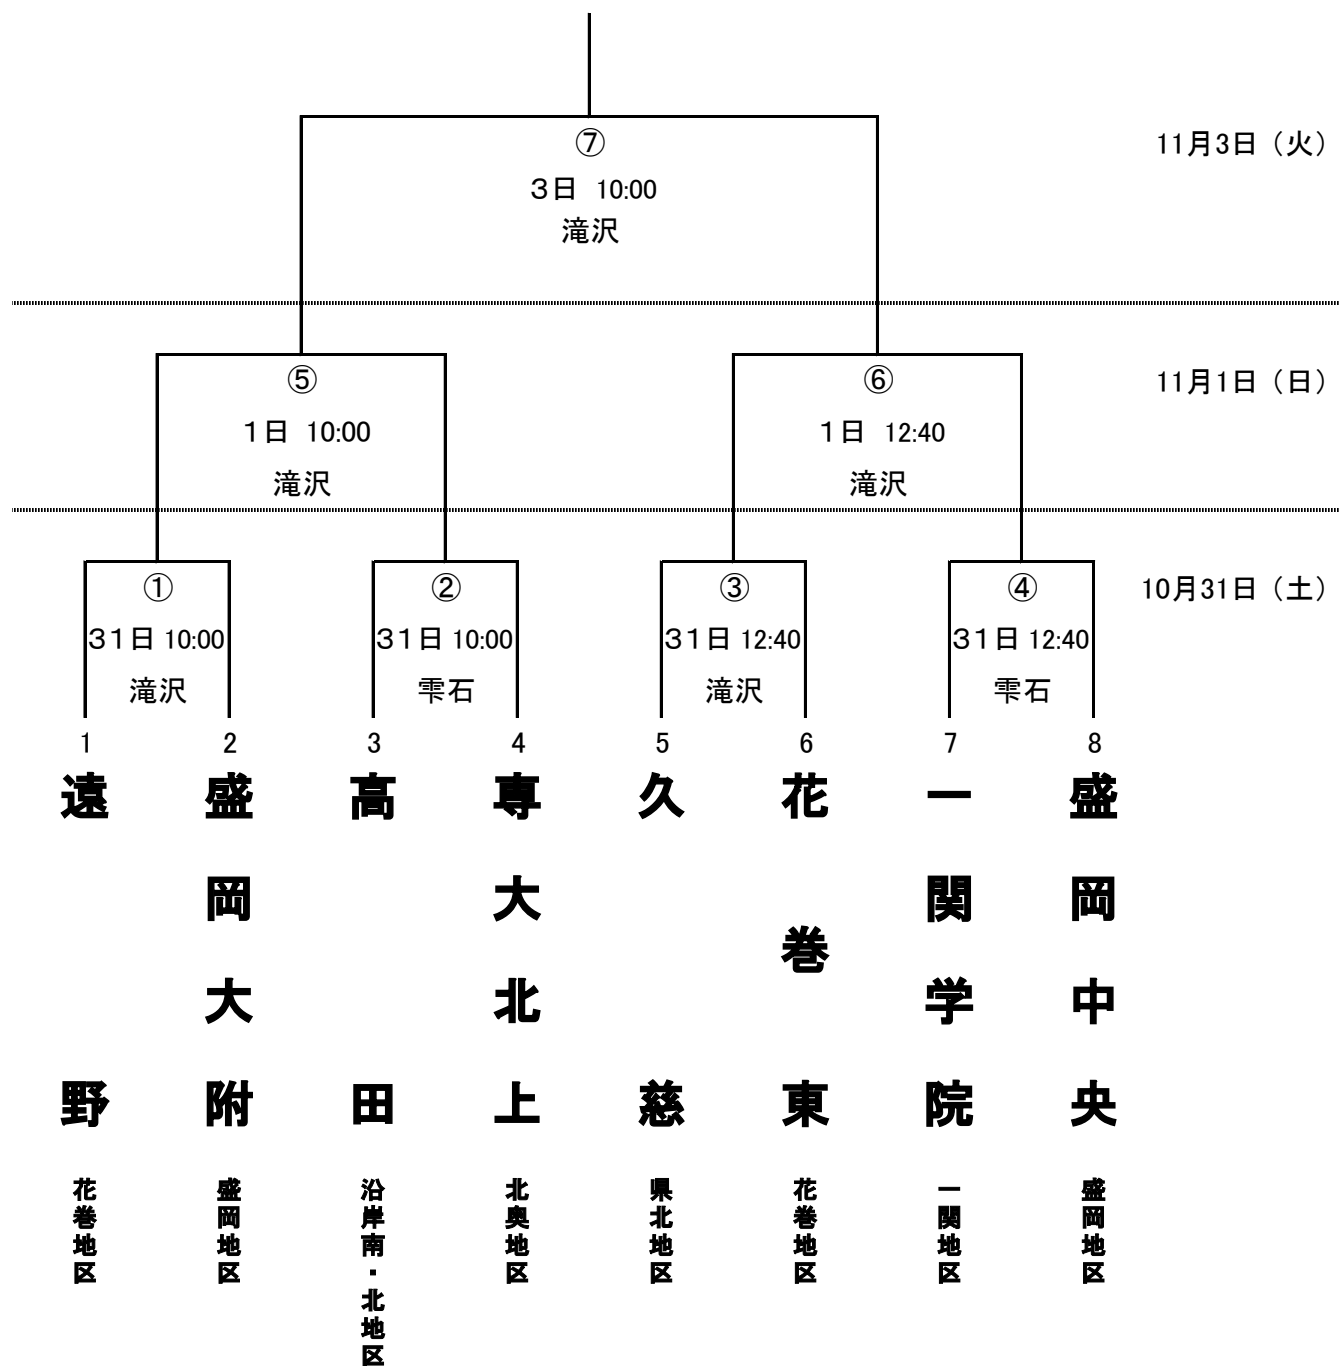 ⑦
11月3日（火）
３日 10:00
滝沢
⑤
⑥
11月1日（日）
１日 10:00
１日 12:40
滝沢
滝沢
①
②
③
④
10月31日（土）
３１日 10:00
３１日 10:00
３１日 12:40
３１日 12:40
滝沢
雫石
滝沢
雫石
1
2
3
4
5
6
7
8
遠野
盛岡大附
高田
専大北上
久慈
花巻東
一関学院
盛岡中央
花巻地区
盛岡地区
沿岸南・北地区
北奥地区
県北地区
花巻地区
一関地区
盛岡地区